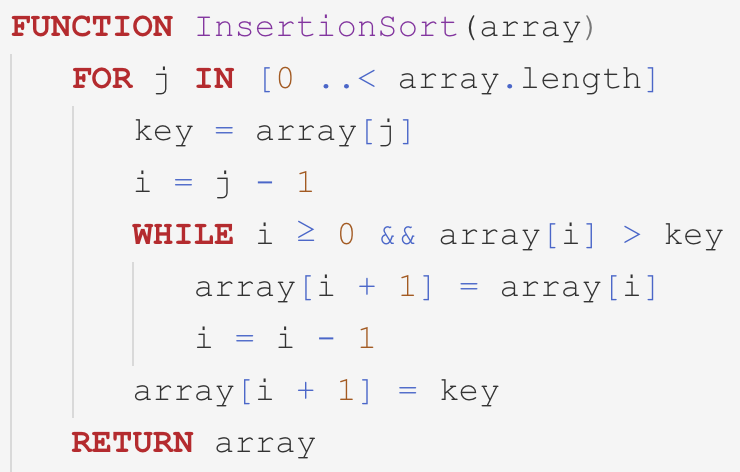 FUNCTION InsertionSort(array)
FOR j IN [0 ..< array.length]
key = array[j]
i = j - 1
WHILE i ≥ 0 && array[i] > key
array[i + 1] = array[i]
i = i - 1
array[i + 1] = key
RETURN array